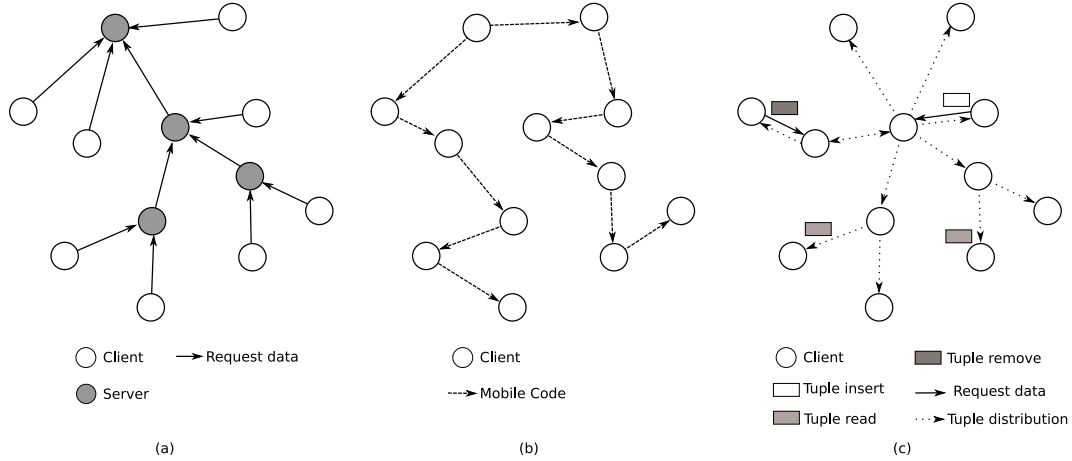 Client
Request data
Server
(a)
Client
Mobile Code
(b)
Client
Tuple remove
Tuple insert
Request data
Tuple read
Tuple distribution
(c)